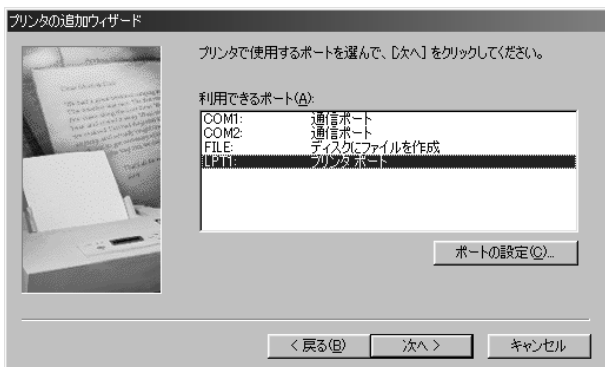 プリンタの追加ウィザード
プリンタで使用するポートを選んで、[次へ] をクリックしてください。
利用できるポート(A):
COM1: 通信ポート
COM2: 通信ポート
FILE: ディスクにファイルを作成
LPT1: プリンタ ポート
ポートの設定(C)...
< 戻る(B)
次へ >
キャンセル